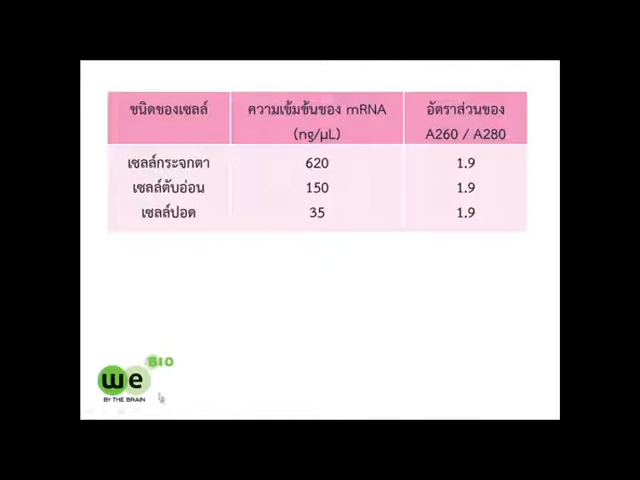 ชนิดของเซลล์ ความเข้มข้นของ mRNA อัตราส่วนของ
(ng/µL) A260 / A280
เซลล์กระจกตา 620 1.9
เซลล์ตับอ่อน 150 1.9
เซลล์ปอด 35 1.9
BIO
we
BY THE BRAIN